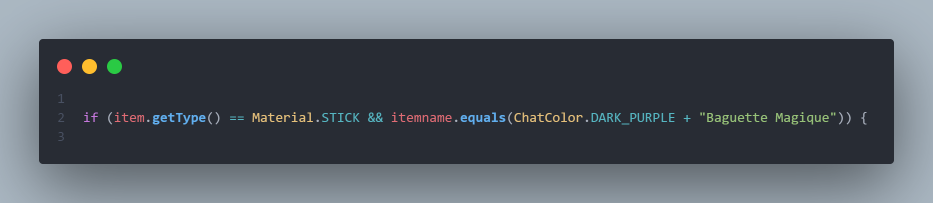 1
2 if (item.getType() == Material.STICK && itemname.equals(ChatColor.DARK_PURPLE + "Baguette Magique")) {
3